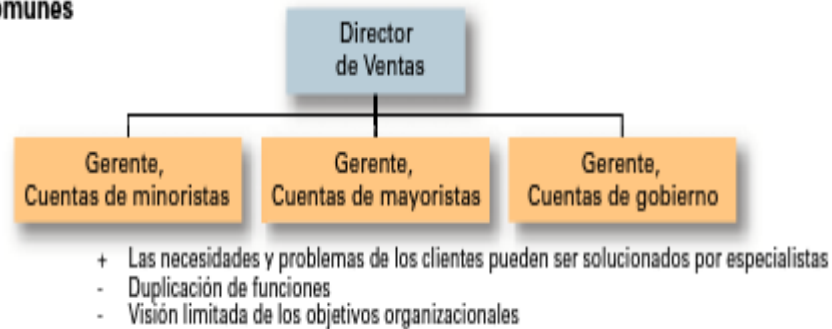 omunes
Director
de Ventas
Gerente,
Cuentas de minoristas
Gerente,
Cuentas de mayoristas
Gerente,
Cuentas de gobierno
+ Las necesidades y problemas de los clientes pueden ser solucionados por especialistas
- Duplicación de funciones
- Visión limitada de los objetivos organizacionales